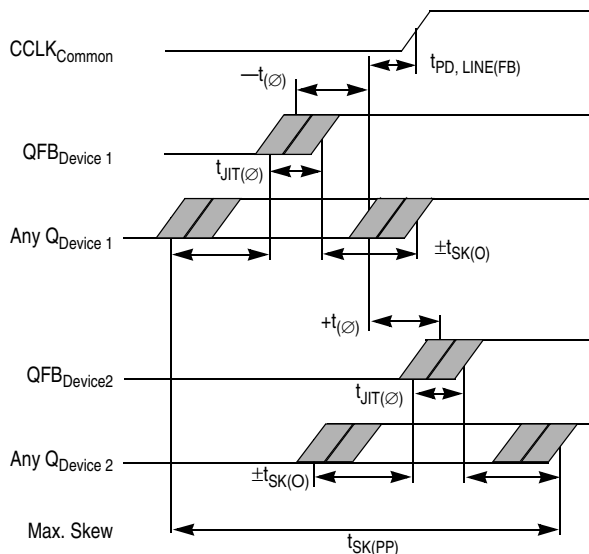 CCLKCommon
tPD, LINE(FB)
—t(∅)
QFBDevice 1
tJIT(∅)
Any QDevice 1
±tSK(O)
+t(∅)
QFBDevice2
tJIT(∅)
Any QDevice 2
±tSK(O)
Max. Skew
tSK(PP)